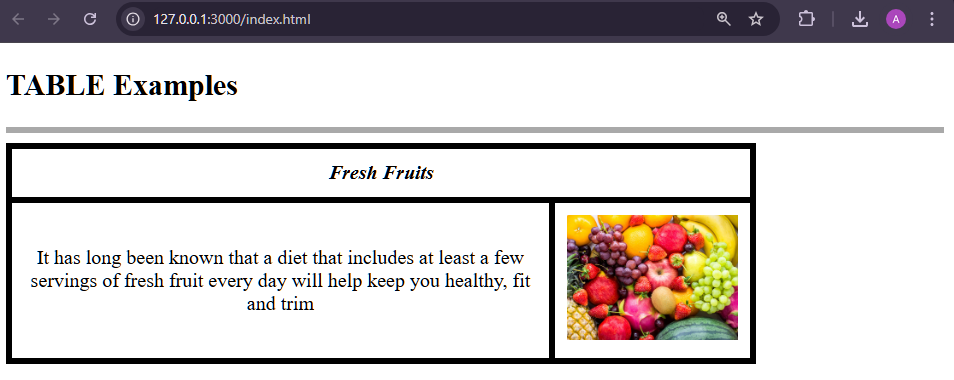 127.0.0.1:3000/index.html
A
TABLE Examples
Fresh Fruits
It has long been known that a diet that includes at least a few
servings of fresh fruit every day will help keep you healthy, fit
and trim